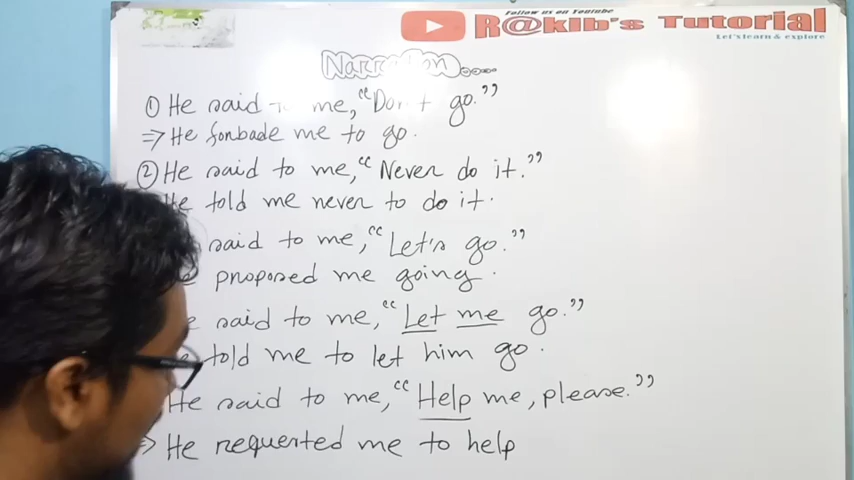 Follow us on Youtube
R@kib's Tutorial
Let's learn & explore
Narration....
① He said to me, "Don't go."
⇒ He forbade me to go.
② He said to me, "Never do it."
He told me never to do it.
said to me, "Let's go."
proposed me going.
said to me, "Let me go."
told me to let him go.
He said to me, "Help me, please."
⇒ He requested me to help